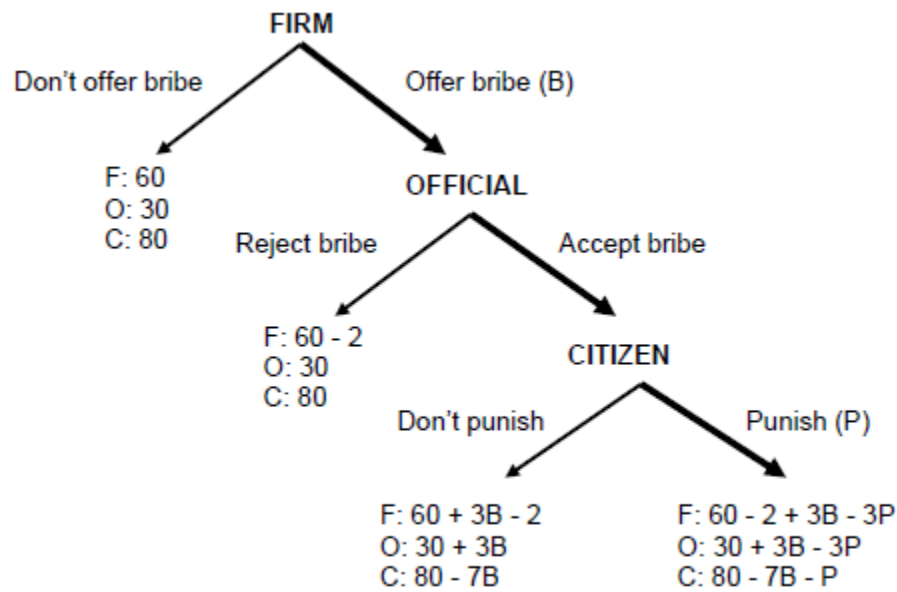 FIRM
Don't offer bribe
Offer bribe (B)
F: 60
O: 30
C: 80
OFFICIAL
Reject bribe
Accept bribe
F: 60 - 2
O: 30
C: 80
CITIZEN
Don't punish
Punish (P)
F: 60 + 3B - 2
O: 30 + 3B
C: 80 - 7B
F: 60 - 2 + 3B - 3P
O: 30 + 3B - 3P
C: 80 - 7B - P